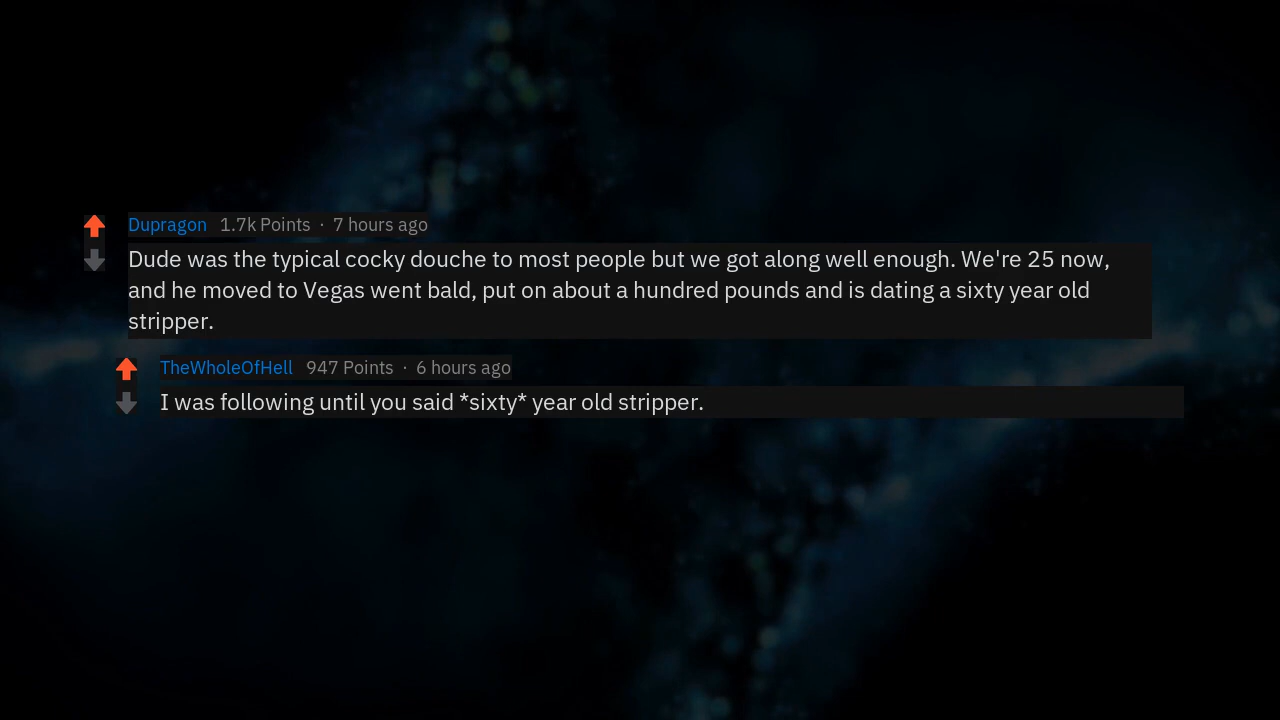 Dupragon 1.7k Points · 7 hours ago
Dude was the typical cocky douche to most people but we got along well enough. We're 25 now,
and he moved to Vegas went bald, put on about a hundred pounds and is dating a sixty year old
stripper.
TheWholeOfHell 947 Points · 6 hours ago
I was following until you said *sixty* year old stripper.